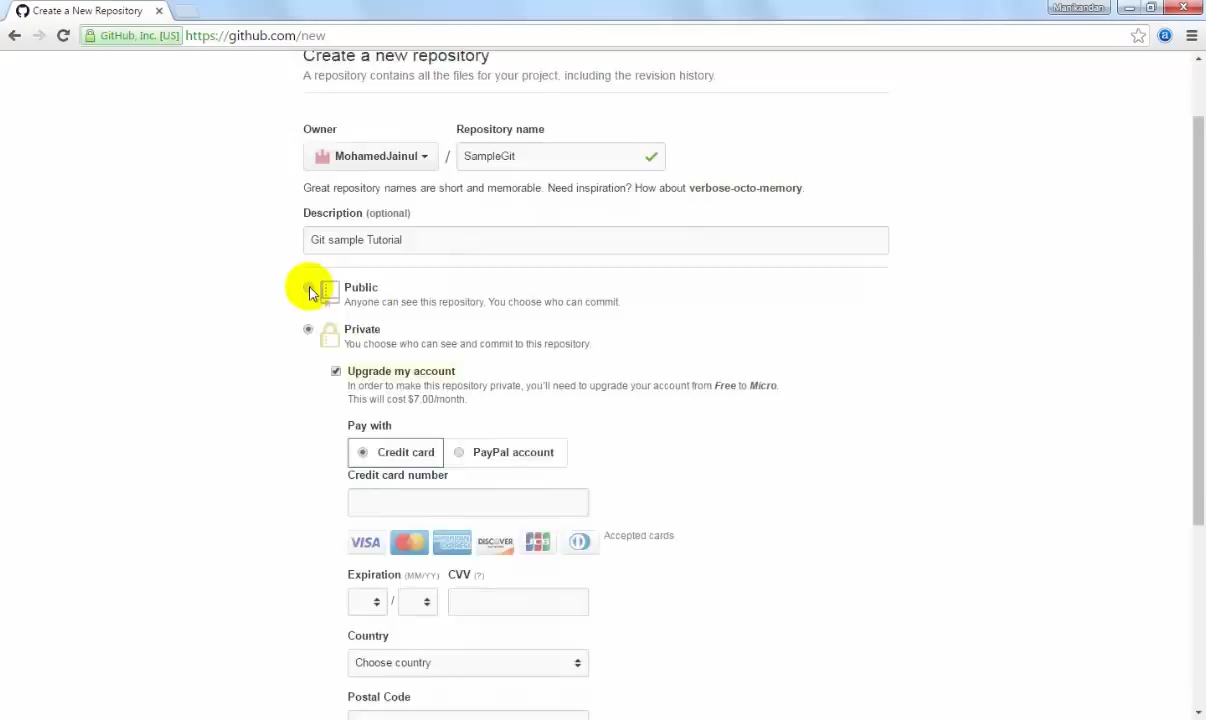 Create a New Repository
Manikandan
GitHub, Inc. [US] https://github.com/new
Create a new repository
A repository contains all the files for your project, including the revision history.
Owner Repository name
MohamedJainul / SampleGit
Great repository names are short and memorable. Need inspiration? How about verbose-octo-memory.
Description (optional)
Git sample Tutorial
Public
Anyone can see this repository. You choose who can commit.
Private
You choose who can see and commit to this repository.
Upgrade my account
In order to make this repository private, you'll need to upgrade your account from Free to Micro.
This will cost $7.00/month.
Pay with
Credit card PayPal account
Credit card number
VISA DISCOVER JCB Accepted cards
Expiration (MM/YY) CVV (?)
/
Country
Choose country
Postal Code